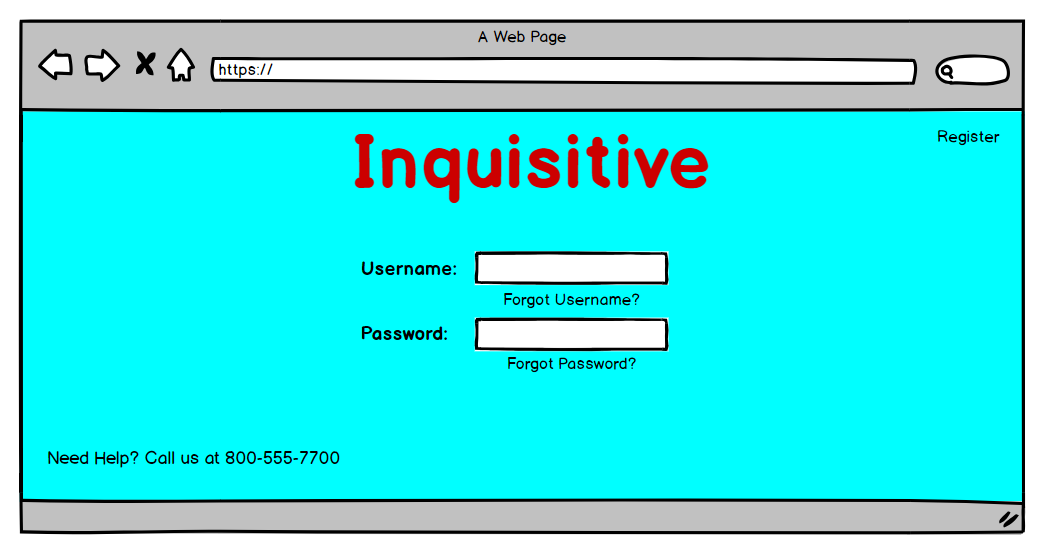 A Web Page
https://
Register
Inquisitive
Username:
Forgot Username?
Password:
Forgot Password?
Need Help? Call us at 800-555-7700